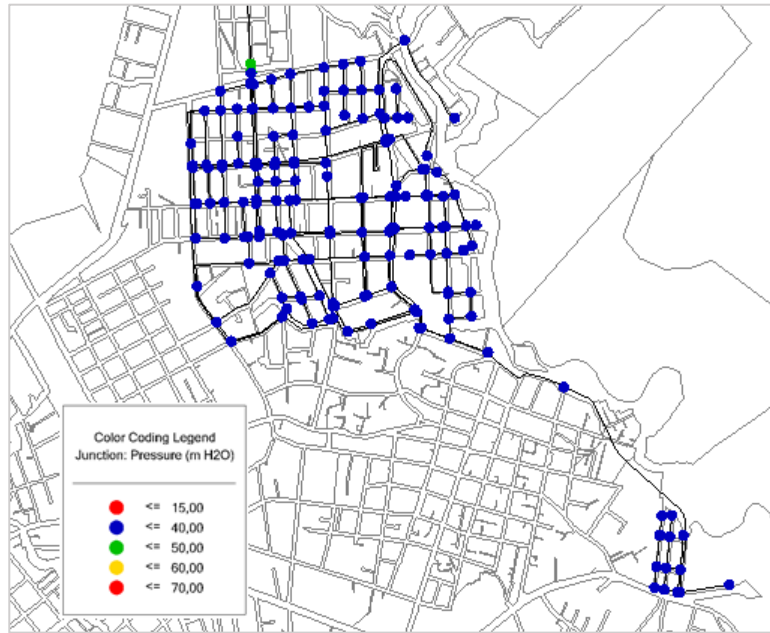 Color Coding Legend
Junction: Pressure (m H2O)
<= 15,00
<= 40,00
<= 50,00
<= 60,00
<= 70,00